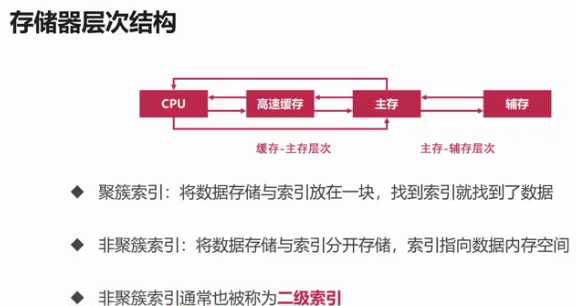 存储器层次结构
CPU
高速缓存
主存
辅存
缓存-主存层次
主存-辅存层次
◆ 聚簇索引：将数据存储与索引放在一块，找到索引就找到了数据
◆ 非聚簇索引：将数据存储与索引分开存储，索引指向数据内存空间
◆ 非聚簇索引通常也被称为二级索引